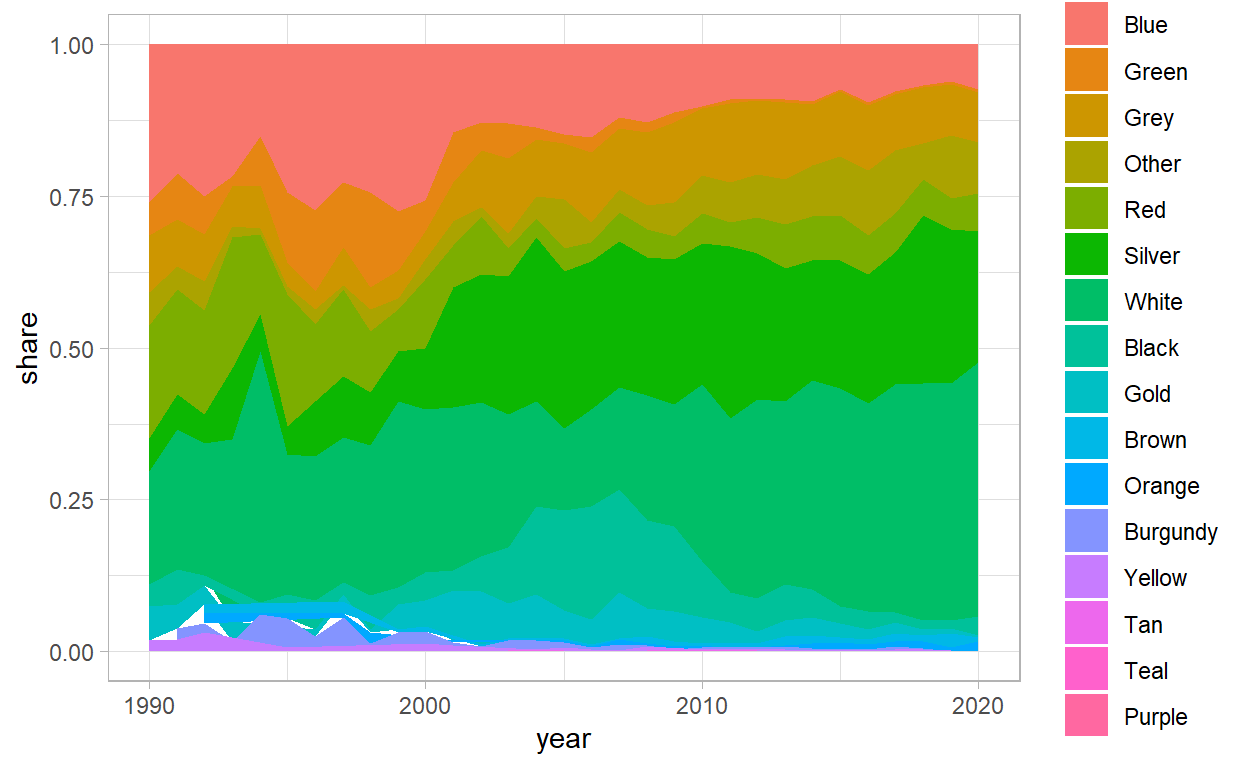 1.00
0.75
0.50
0.25
0.00
share
1990
2000
2010
2020
year
Blue
Green
Grey
Other
Red
Silver
White
Black
Gold
Brown
Orange
Burgundy
Yellow
Tan
Teal
Purple